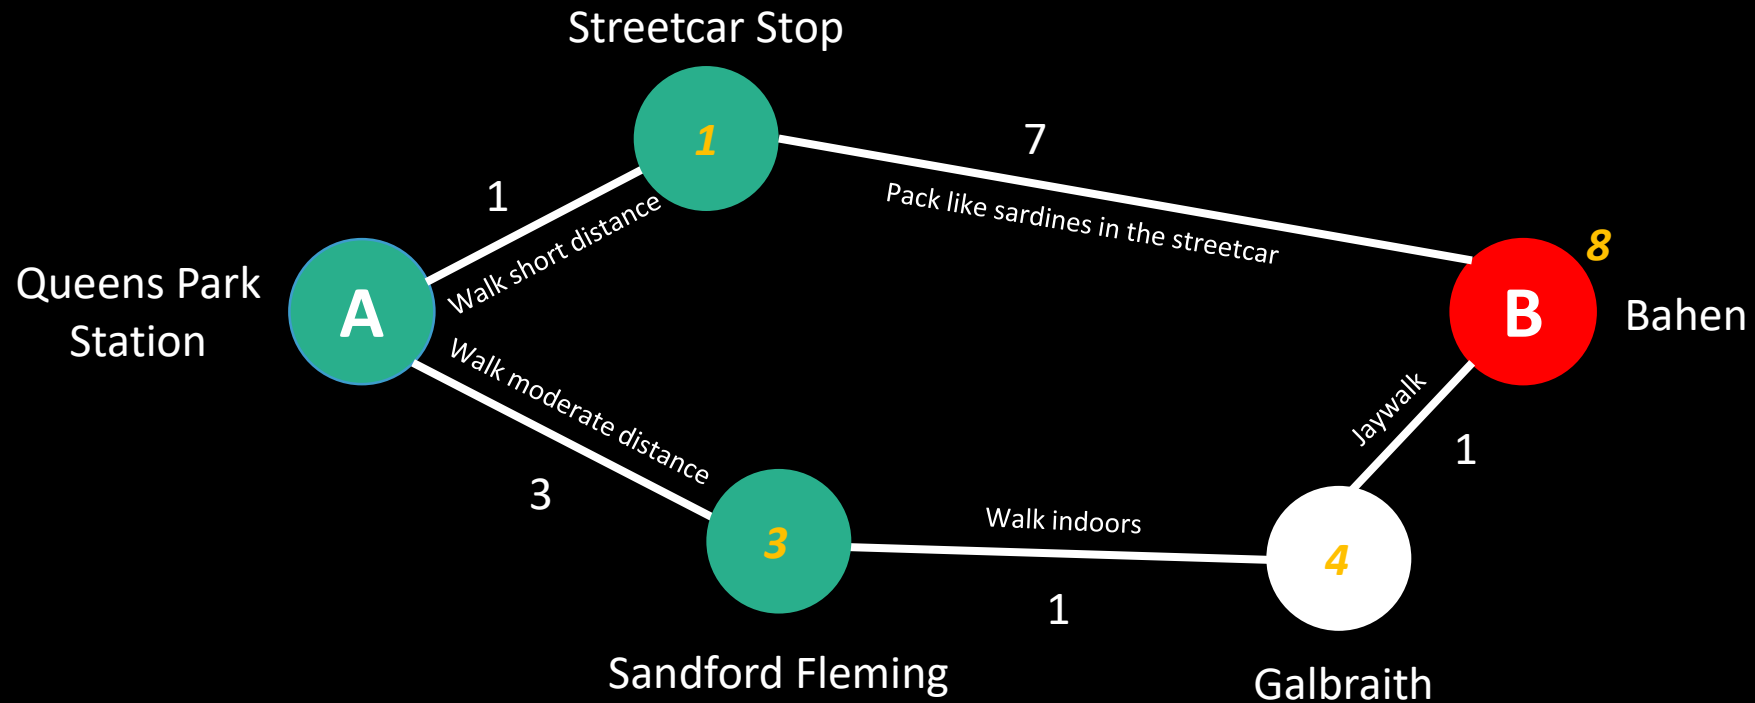 Streetcar Stop
1
7
1
Pack like sardines in the streetcar
Walk short distance
8
Queens Park
Station
A
B
Bahen
Walk moderate distance
Jaywalk
1
3
Walk indoors
3
4
1
Sandford Fleming
Galbraith